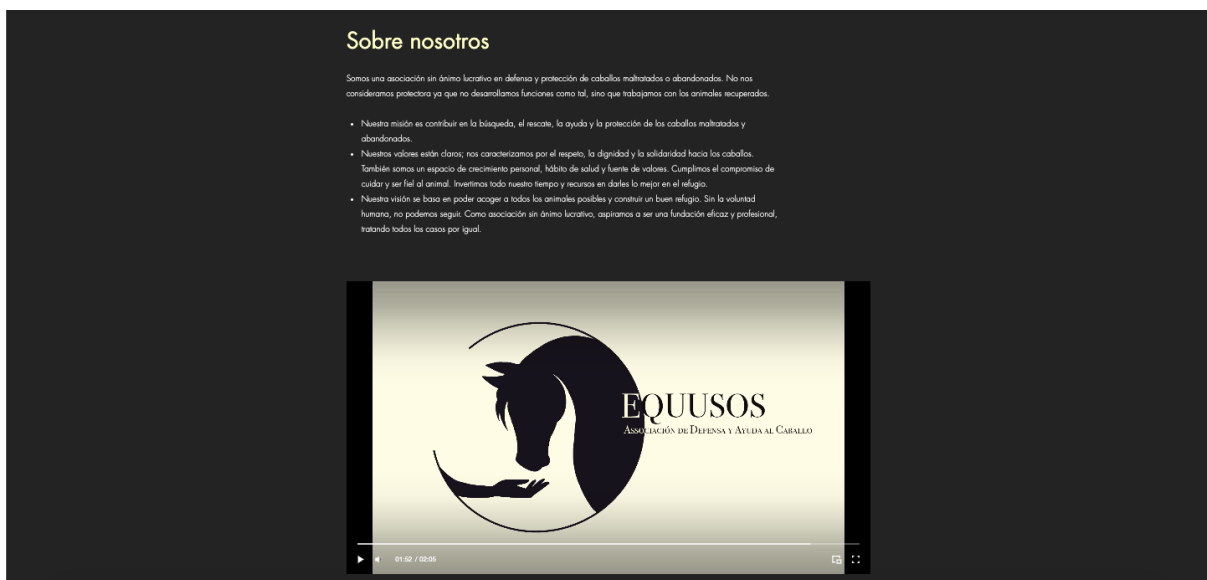 Sobre nosotros
Somos una asociación sin ánimo lucrativo en defensa y protección de caballos maltratados o abandonados. No nos
consideramos protectora ya que no desarrollamos funciones como tal, sino que trabajamos con los animales recuperados.
• Nuestra misión es contribuir en la búsqueda, el rescate, la ayuda y la protección de los caballos maltratados y
abandonados.
• Nuestros valores están claros; nos caracterizamos por el respeto, la dignidad y la solidaridad hacia los caballos.
También somos un espacio de crecimiento personal, hábito de salud y fuente de valores. Cumplimos el compromiso de
cuidar y ser fiel al animal. Invertimos todo nuestro tiempo y recursos en darles lo mejor en el refugio.
• Nuestra visión se basa en poder acoger a todos los animales posibles y construir un buen refugio. Sin la voluntad
humana, no podemos seguir. Como asociación sin ánimo lucrativo, aspiramos a ser una fundación eficaz y profesional,
tratando todos los casos por igual.
EQUUSOS
Asociación de Defensa y Ayuda al Caballo
01:52 / 02:05